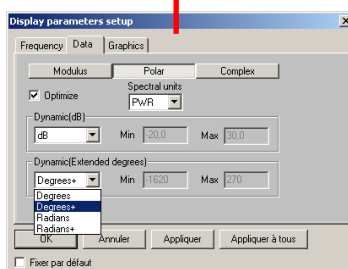 Display parameters setup
Frequency Data Graphics
Modulus Polar Complex
Optimize
Spectral units
PWR
Dynamic(dB)
dB Min -20,0 Max 30,0
Dynamic(Extended degrees)
Degrees+ Min -1620 Max 270
Degrees
Degrees+
Radians
Radians+
OK Annuler Appliquer Appliquer à tous
Fixer par défaut